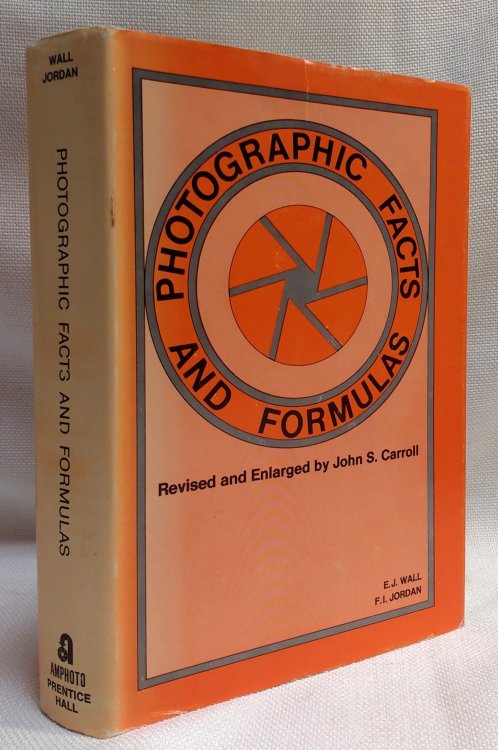 WALL
JORDAN
PHOTOGRAPHIC FACTS AND FORMULAS
AMPHOTO
PRENTICE
HALL
PHOTOGRAPHIC FACTS
AND FORMULAS
Revised and Enlarged by John S. Carroll
E.J. WALL
F.I. JORDAN